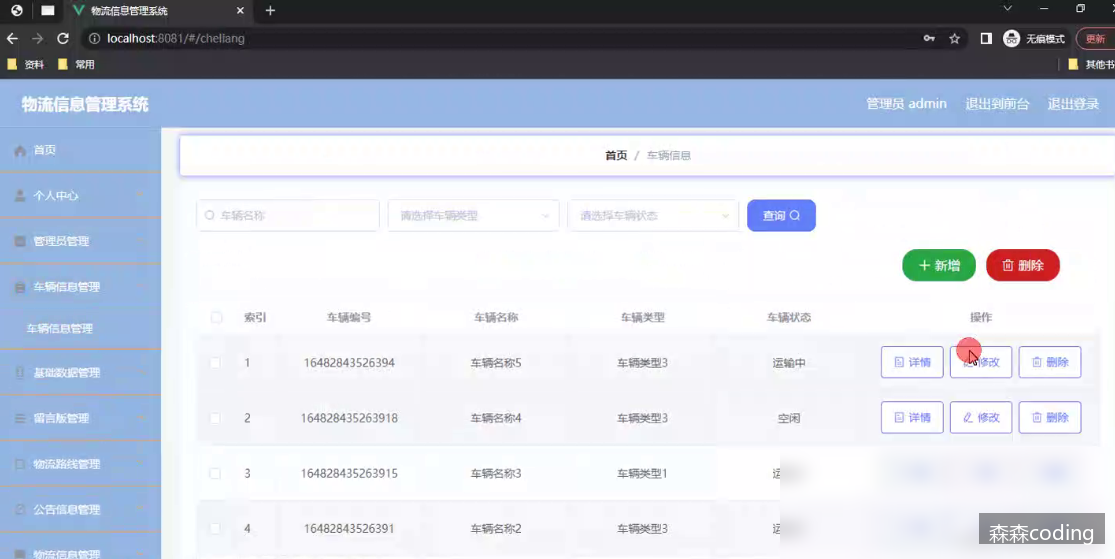 物流信息管理系统
localhost:8081/#/cheliang
无痕模式
更新
资料
常用
其他书
物流信息管理系统
管理员 admin
退出到前台
退出登录
首页
个人中心
管理员管理
车辆信息管理
车辆信息管理
基础数据管理
留言版管理
物流路线管理
公告信息管理
物流信息管理
首页 / 车辆信息
车辆名称
请选择车辆类型
请选择车辆状态
查询
新增
删除
索引 车辆编号 车辆名称 车辆类型 车辆状态 操作
1 16482843526394 车辆名称5 车辆类型3 运输中 详情 修改 删除
2 164828435263918 车辆名称4 车辆类型3 空闲 详情 修改 删除
3 164828435263915 车辆名称3 车辆类型1 运
4 16482843526391 车辆名称2 车辆类型3 运
森森coding